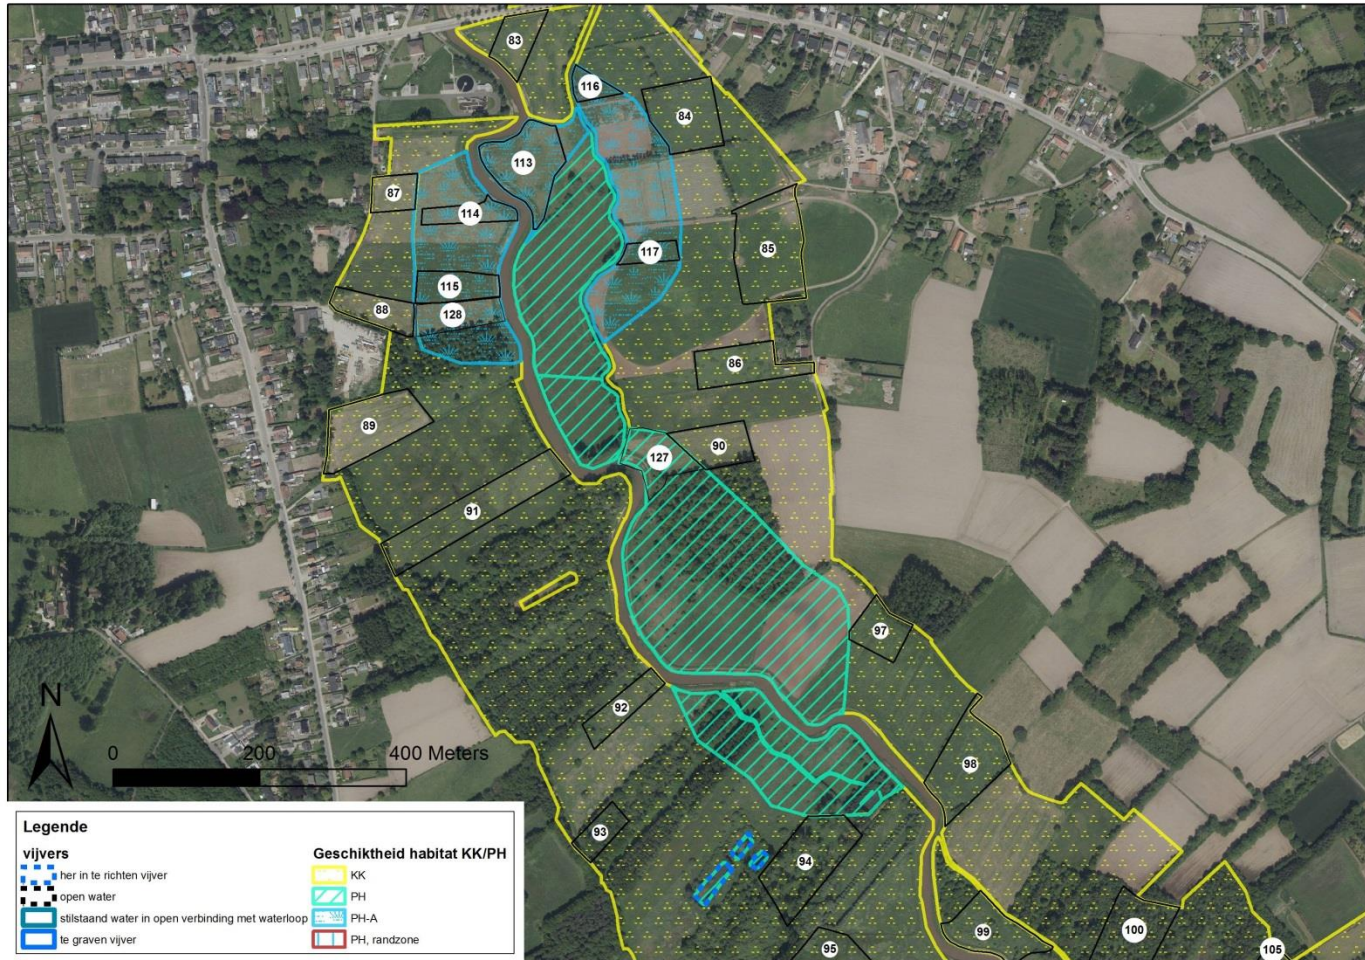 83
116
84
113
87
114
85
117
115
88
128
86
89
90
127
91
97
92
N
0 200 400 Meters
98
93
94
99
100
95
105
Legende
vijvers
her in te richten vijver
open water
stilstaand water in open verbinding met waterloop
te graven vijver
Geschiktheid habitat KK/PH
KK
PH
PH-A
PH, randzone